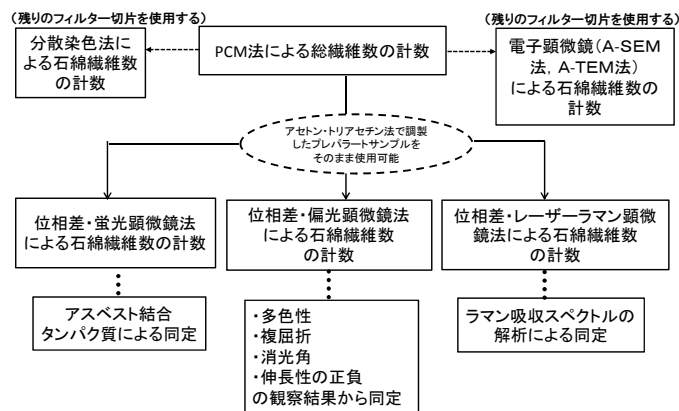 (残りのフィルター切片を使用する)
分散染色法に
よる石綿繊維数
の計数
PCM法による総繊維数の計数
(残りのフィルター切片を使用する)
電子顕微鏡(A-SEM
法，A-TEM法)
による石綿繊維数の
計数
アセトン・トリアセチン法で調製
したプレパラートサンプルを
そのまま使用可能
位相差・蛍光顕微鏡法
による石綿繊維数の計数
アスベスト結合
タンパク質による同定
位相差・偏光顕微鏡法
による石綿繊維数
の計数
・多色性
・複屈折
・消光角
・伸長性の正負
の観察結果から同定
位相差・レーザーラマン顕微
鏡法による石綿繊維数
の計数
ラマン吸収スペクトルの
解析による同定